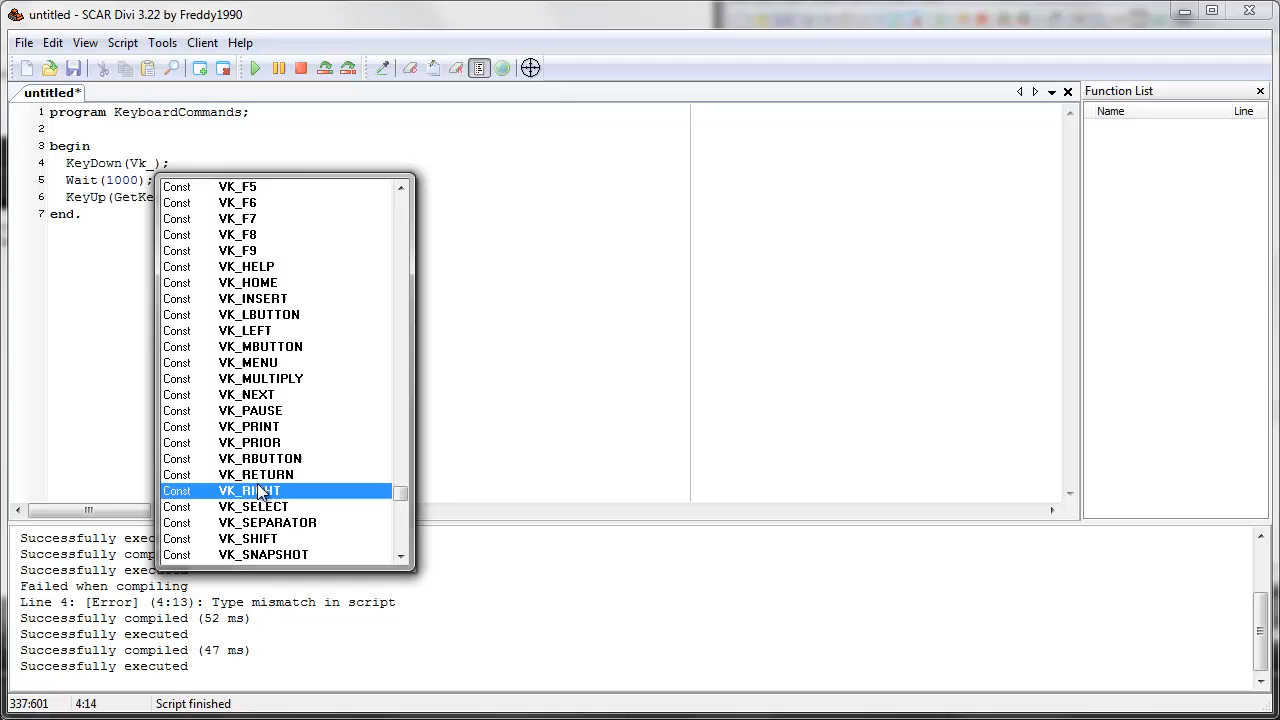 untitled - SCAR Divi 3.22 by Freddy1990
File Edit View Script Tools Client Help
untitled*
Function List
Name Line
1 program KeyboardCommands;
2
3 begin
4 KeyDown(Vk_);
5 Wait(1000);
6 KeyUp(GetKe
7 end.
Const VK_F5
Const VK_F6
Const VK_F7
Const VK_F8
Const VK_F9
Const VK_HELP
Const VK_HOME
Const VK_INSERT
Const VK_LBUTTON
Const VK_LEFT
Const VK_MBUTTON
Const VK_MENU
Const VK_MULTIPLY
Const VK_NEXT
Const VK_PAUSE
Const VK_PRINT
Const VK_PRIOR
Const VK_RBUTTON
Const VK_RETURN
Const VK_RIGHT
Const VK_SELECT
Const VK_SEPARATOR
Const VK_SHIFT
Const VK_SNAPSHOT
Successfully exec
Successfully comp
Successfully executed
Failed when compiling
Line 4: [Error] (4:13): Type mismatch in script
Successfully compiled (52 ms)
Successfully executed
Successfully compiled (47 ms)
Successfully executed
337:601 4:14 Script finished